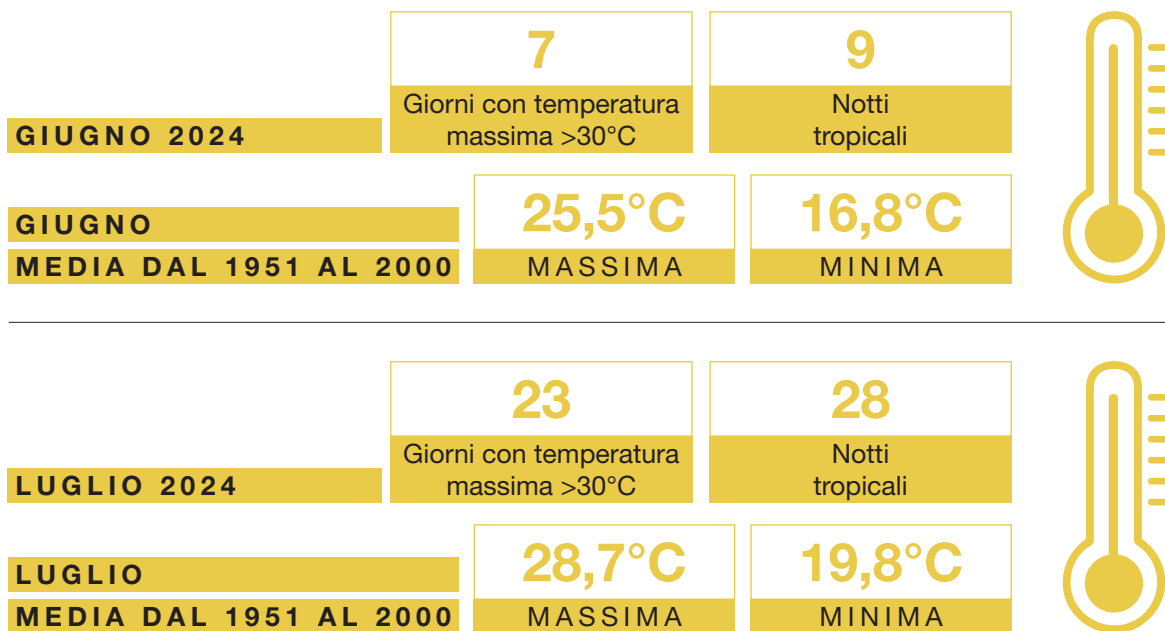 7
9
Giorni con temperatura
massima >30°C
Notti
tropicali
GIUGNO 2024
25,5°C
16,8°C
GIUGNO
MEDIA DAL 1951 AL 2000
MASSIMA
MINIMA
23
28
Giorni con temperatura
massima >30°C
Notti
tropicali
LUGLIO 2024
28,7°C
19,8°C
LUGLIO
MEDIA DAL 1951 AL 2000
MASSIMA
MINIMA